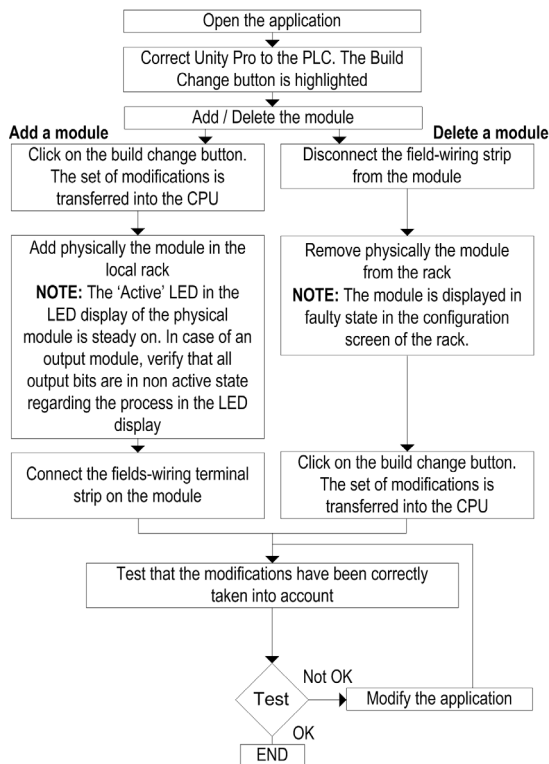 Open the application
Correct Unity Pro to the PLC. The Build
Change button is highlighted
Add / Delete the module
Add a module
Click on the build change button.
The set of modifications is
transferred into the CPU
Add physically the module in the
local rack
NOTE: The ‘Active’ LED in the
LED display of the physical
module is steady on. In case of an
output module, verify that all
output bits are in non active state
regarding the process in the LED
display
Connect the fields-wiring terminal
strip on the module
Delete a module
Disconnect the field-wiring strip
from the module
Remove physically the module
from the rack
NOTE: The module is displayed in
faulty state in the configuration
screen of the rack.
Click on the build change button.
The set of modifications is
transferred into the CPU
Test that the modifications have been correctly
taken into account
Test
Not OK
Modify the application
OK
END